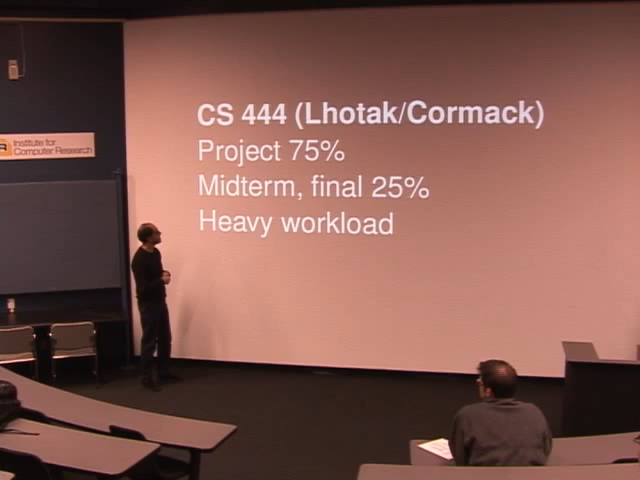 CS 444 (Lhotak/Cormack)
Project 75%
Midterm, final 25%
Heavy workload
Institute for
Computer Research